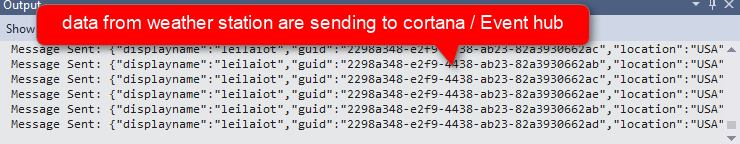 Output
data from weather station are sending to cortana / Event hub
Show
Message Sent: {"displayname":"leilaiot","guid":"2298a348-e2f9-4438-ab23-82a3930662ac","location":"USA"
Message Sent: {"displayname":"leilaiot","guid":"2298a348-e2f9-4438-ab23-82a3930662ab","location":"USA"
Message Sent: {"displayname":"leilaiot","guid":"2298a348-e2f9-4438-ab23-82a3930662ae","location":"USA"
Message Sent: {"displayname":"leilaiot","guid":"2298a348-e2f9-4438-ab23-82a3930662ac","location":"USA"
Message Sent: {"displayname":"leilaiot","guid":"2298a348-e2f9-4438-ab23-82a3930662ab","location":"USA"
Message Sent: {"displayname":"leilaiot","guid":"2298a348-e2f9-4438-ab23-82a3930662ad","location":"USA"